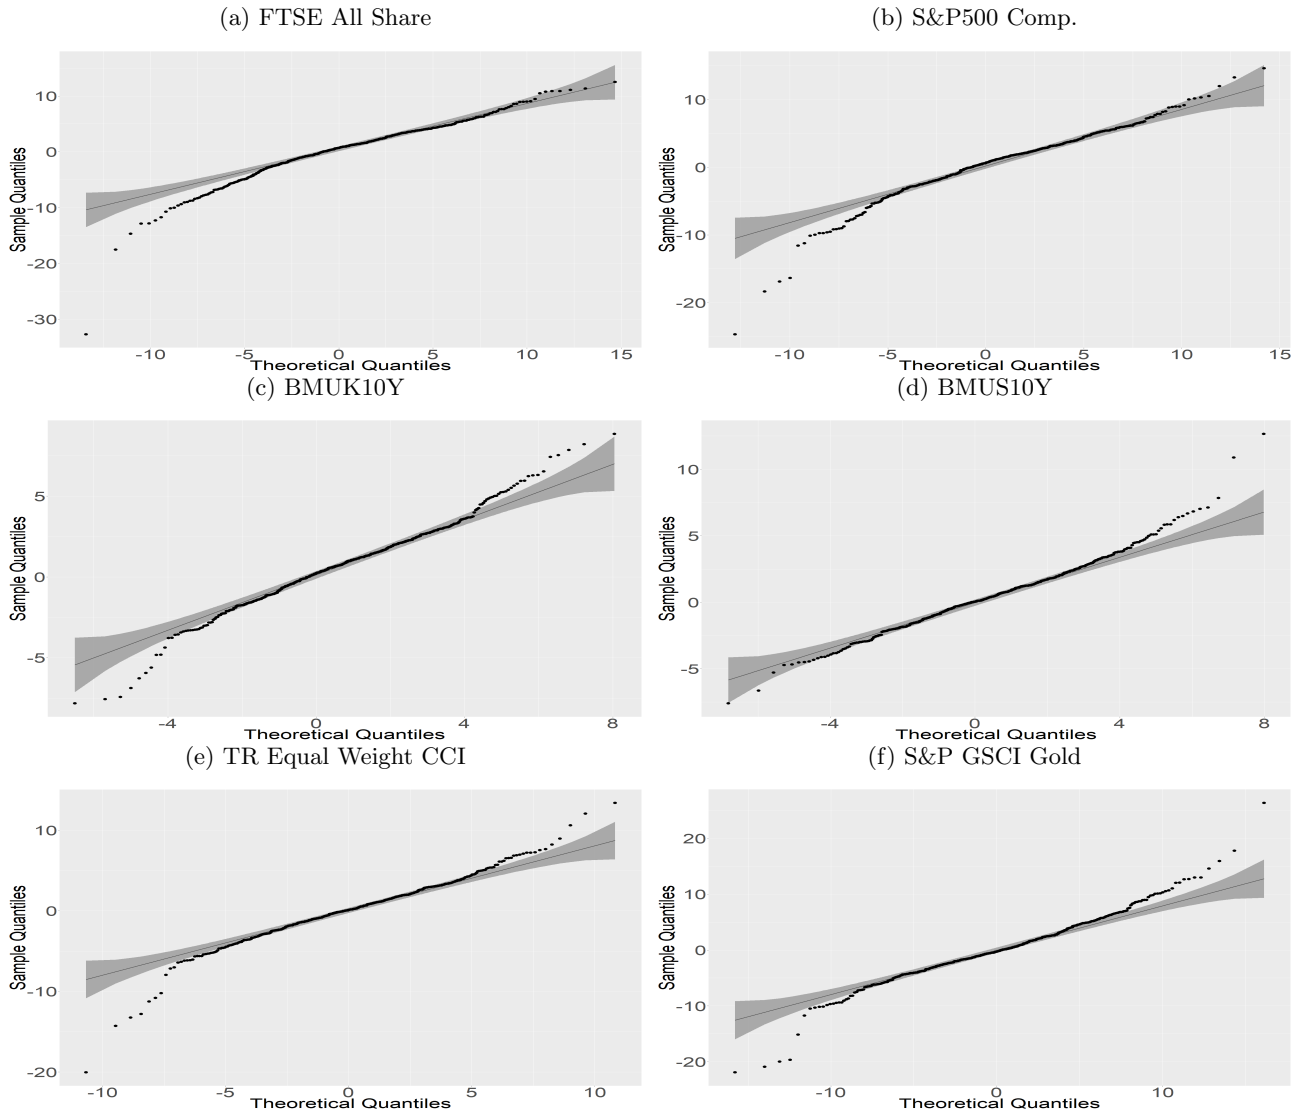 (a) FTSE All Share
10
0
-10
-20
-30
Sample Quantiles
-10 -5 0 5 10 15
Theoretical Quantiles
(b) S&P500 Comp.
10
0
-10
-20
Sample Quantiles
-10 -5 0 5 10 15
Theoretical Quantiles
(c) BMUK10Y
5
0
-5
Sample Quantiles
-4 0 4 8
Theoretical Quantiles
(d) BMUS10Y
10
5
0
-5
Sample Quantiles
-4 0 4 8
Theoretical Quantiles
(e) TR Equal Weight CCI
10
0
-10
-20
Sample Quantiles
-10 -5 0 5 10
Theoretical Quantiles
(f) S&P GSCI Gold
20
10
0
-10
-20
Sample Quantiles
-10 0 10
Theoretical Quantiles